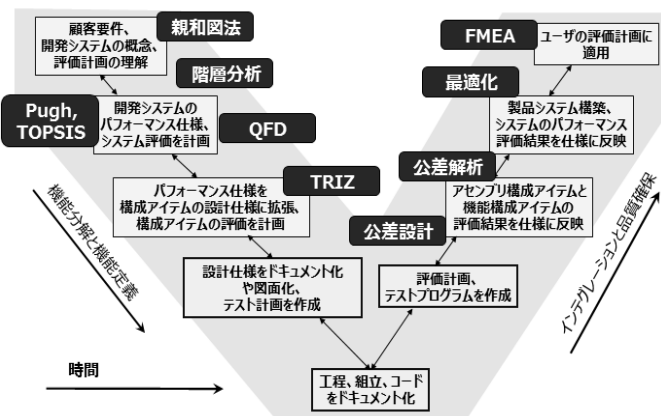 顧客要件、
開発システムの概念、
評価計画の理解
親和図法
階層分析
Pugh,
TOPSIS
開発システムの
パフォーマンス仕様、
システム評価を計画
QFD
パフォーマンス仕様を
構成アイテムの設計仕様に拡張、
構成アイテムの評価を計画
TRIZ
設計仕様をドキュメント化
や図面化、
テスト計画を作成
工程、組立、コード
をドキュメント化
評価計画、
テストプログラムを作成
公差設計
アセンブリ構成アイテムと
機能構成アイテムの
評価結果を仕様に反映
公差解析
製品システム構築、
システムのパフォーマンス
評価結果を仕様に反映
最適化
FMEA
ユーザの評価計画に
適用
機能分解と機能定義
時間
インテグレーションと品質確保